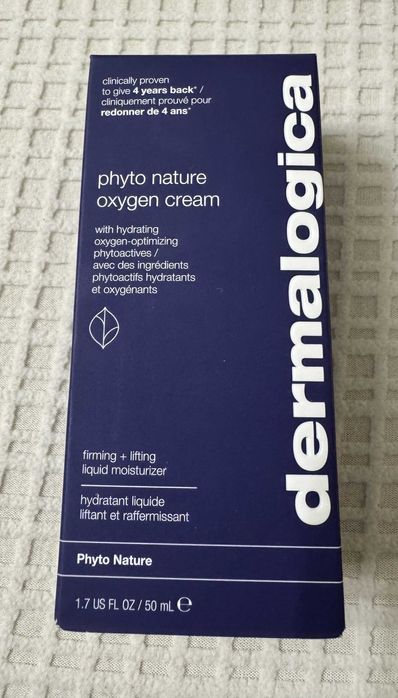 clinically proven
to give 4 years back* /
cliniquement prouvé pour
redonner de 4 ans*
phyto nature
oxygen cream
with hydrating
oxygen-optimizing
phytoactives /
avec des ingrédients
phytoactifs hydratants
et oxygénants
dermalogica
firming + lifting
liquid moisturizer
hydratant liquide
liftant et raffermissant
Phyto Nature
1.7 US FL OZ / 50 mL ℮